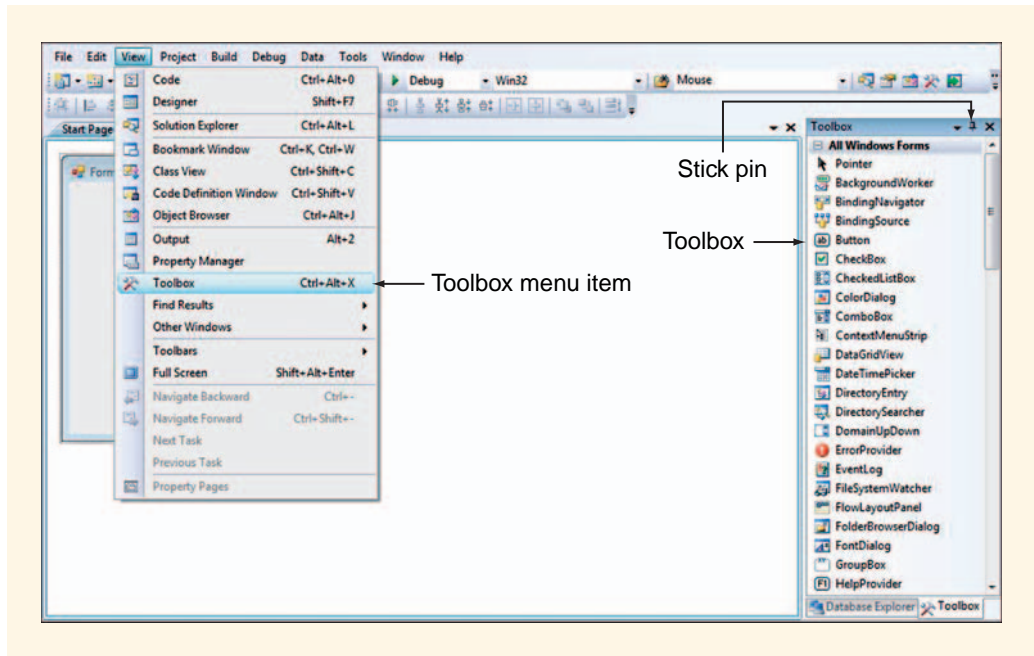 File Edit View Project Build Debug Data Tools Window Help
Debug Win32 Mouse
Start Page
Form
Code Ctrl+Alt+0
Designer Shift+F7
Solution Explorer Ctrl+Alt+L
Bookmark Window Ctrl+K, Ctrl+W
Class View Ctrl+Shift+C
Code Definition Window Ctrl+Shift+V
Object Browser Ctrl+Alt+J
Output Alt+2
Property Manager
Toolbox Ctrl+Alt+X
Find Results
Other Windows
Toolbars
Full Screen Shift+Alt+Enter
Navigate Backward Ctrl+-
Navigate Forward Ctrl+Shift+-
Next Task
Previous Task
Property Pages
Stick pin
Toolbox
Toolbox menu item
Toolbox
All Windows Forms
Pointer
BackgroundWorker
BindingNavigator
BindingSource
Button
CheckBox
CheckedListBox
ColorDialog
ComboBox
ContextMenuStrip
DataGridView
DateTimePicker
DirectoryEntry
DirectorySearcher
DomainUpDown
ErrorProvider
EventLog
FileSystemWatcher
FlowLayoutPanel
FolderBrowserDialog
FontDialog
GroupBox
HelpProvider
Database Explorer Toolbox